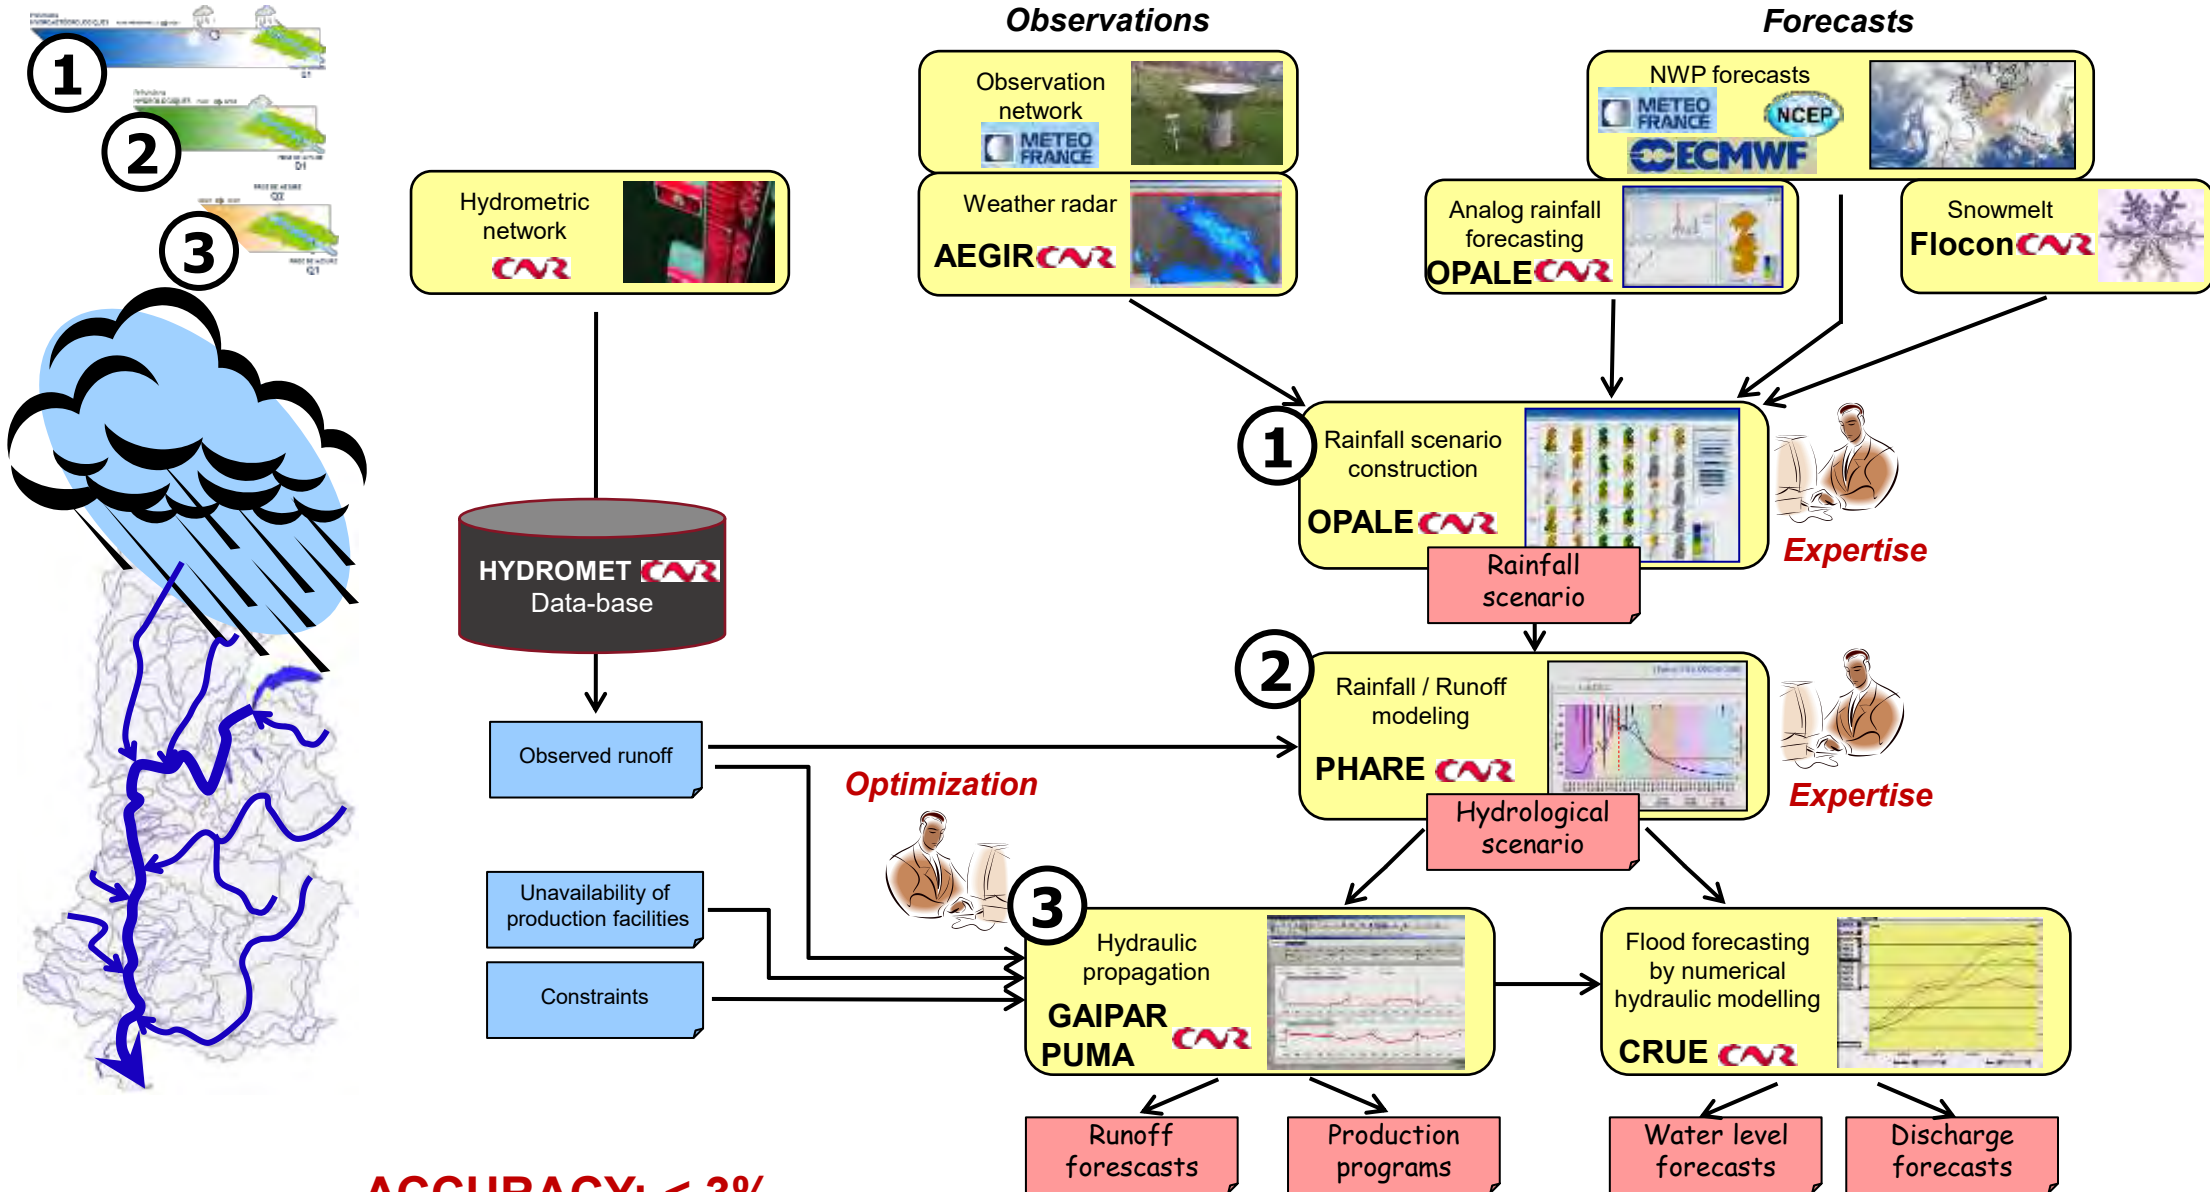 Observations
Forecasts
1
2
3
Hydrometric
network
CNR
Observation
network
METEO
FRANCE
Weather radar
AEGIR CNR
NWP forecasts
METEO
FRANCE
NCEP
ECMWF
Analog rainfall
forecasting
OPALE CNR
Snowmelt
Flocon CNR
1
Rainfall scenario
construction
OPALE CNR
Expertise
Rainfall
scenario
HYDROMET CNR
Data-base
2
Rainfall / Runoff
modeling
PHARE CNR
Expertise
Hydrological
scenario
Observed runoff
Optimization
Unavailability of
production facilities
Constraints
3
Hydraulic
propagation
GAIPAR
PUMA
CNR
Flood forecasting
by numerical
hydraulic modelling
CRUE CNR
Runoff
forescasts
Production
programs
Water level
forecasts
Discharge
forecasts
ACCURACY: < 3%